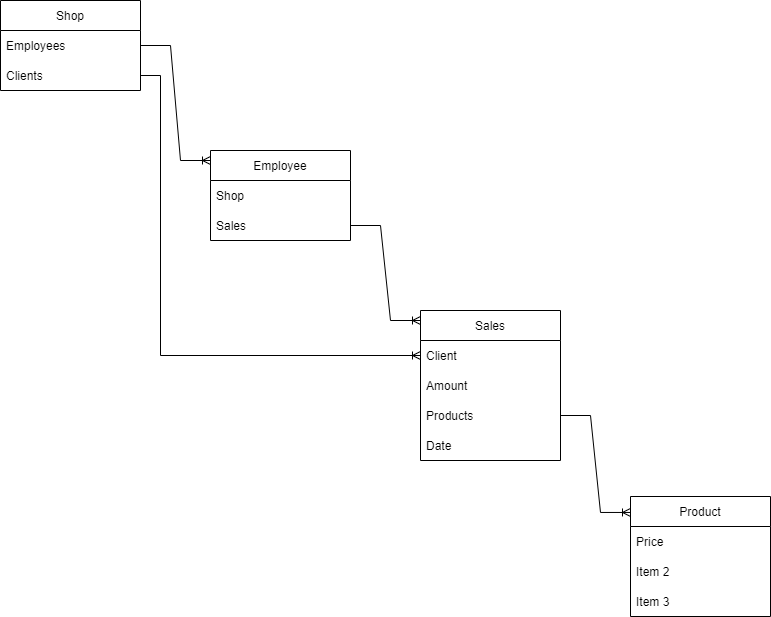 Shop
Employees
Clients
Employee
Shop
Sales
Sales
Client
Amount
Products
Date
Product
Price
Item 2
Item 3